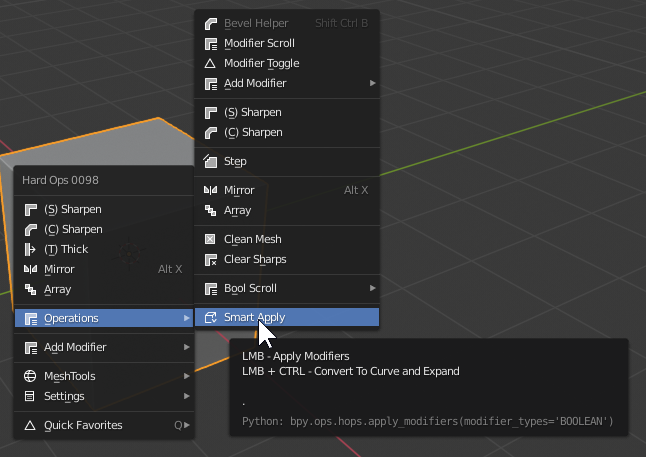 Bevel Helper Shift Ctrl B
Modifier Scroll
Modifier Toggle
Add Modifier
(S) Sharpen
(C) Sharpen
Step
Mirror Alt X
Array
Clean Mesh
Clear Sharps
Bool Scroll
Smart Apply
Hard Ops 0098
(S) Sharpen
(C) Sharpen
(T) Thick
Mirror Alt X
Array
Operations
Add Modifier
MeshTools
Settings
Quick Favorites Q
LMB - Apply Modifiers
LMB + CTRL - Convert To Curve and Expand
.
Python: bpy.ops.hops.apply_modifiers(modifier_types='BOOLEAN')